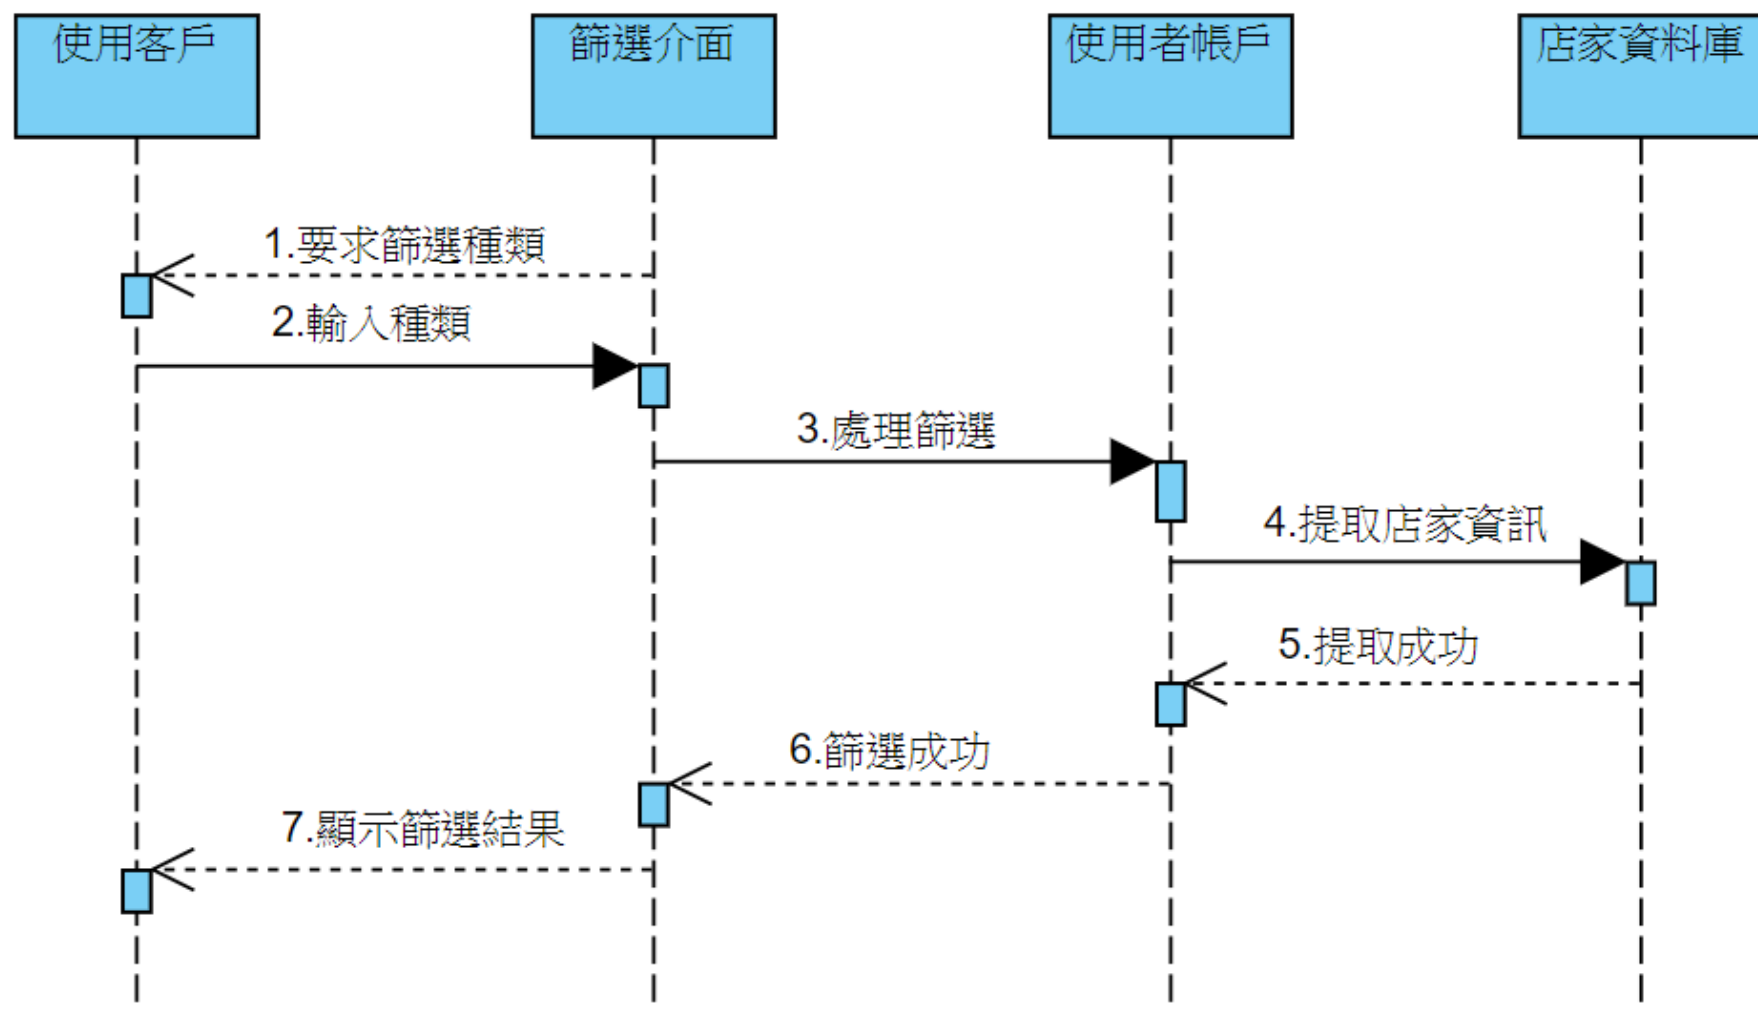 使用客戶
篩選介面
使用者帳戶
店家資料庫
1.要求篩選種類
2.輸入種類
3.處理篩選
4.提取店家資訊
5.提取成功
6.篩選成功
7.顯示篩選結果